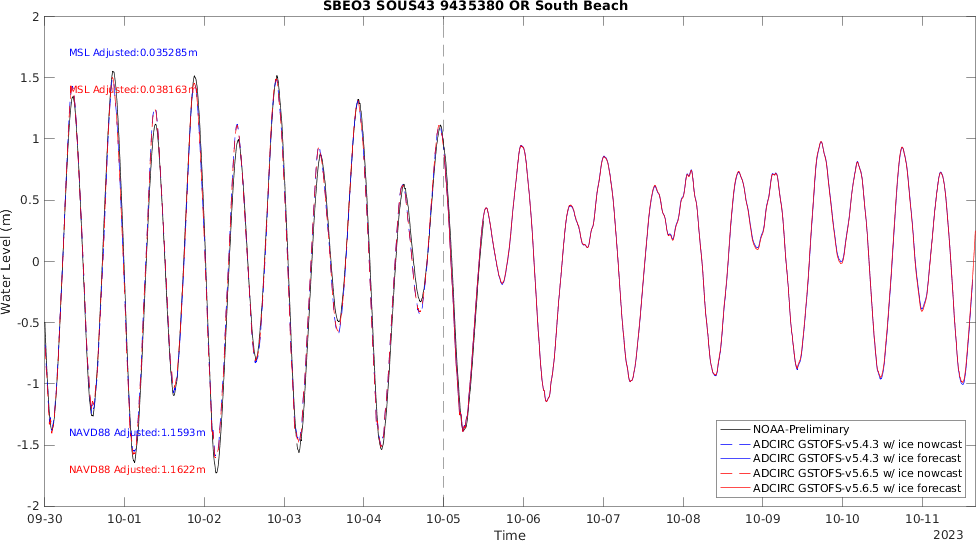 SBEO3 SOUS43 9435380 OR South Beach
Water Level (m)
2
1.5
1
0.5
0
-0.5
-1
-1.5
-2
MSL Adjusted:0.035285m
MSL Adjusted:0.038163m
NAVD88 Adjusted:1.1593m
NAVD88 Adjusted:1.1622m
NOAA-Preliminary
ADCIRC GSTOFS-v5.4.3 w/ ice nowcast
ADCIRC GSTOFS-v5.4.3 w/ ice forecast
ADCIRC GSTOFS-v5.6.5 w/ ice nowcast
ADCIRC GSTOFS-v5.6.5 w/ ice forecast
09-30 10-01 10-02 10-03 10-04 10-05 10-06 10-07 10-08 10-09 10-10 10-11
Time
2023